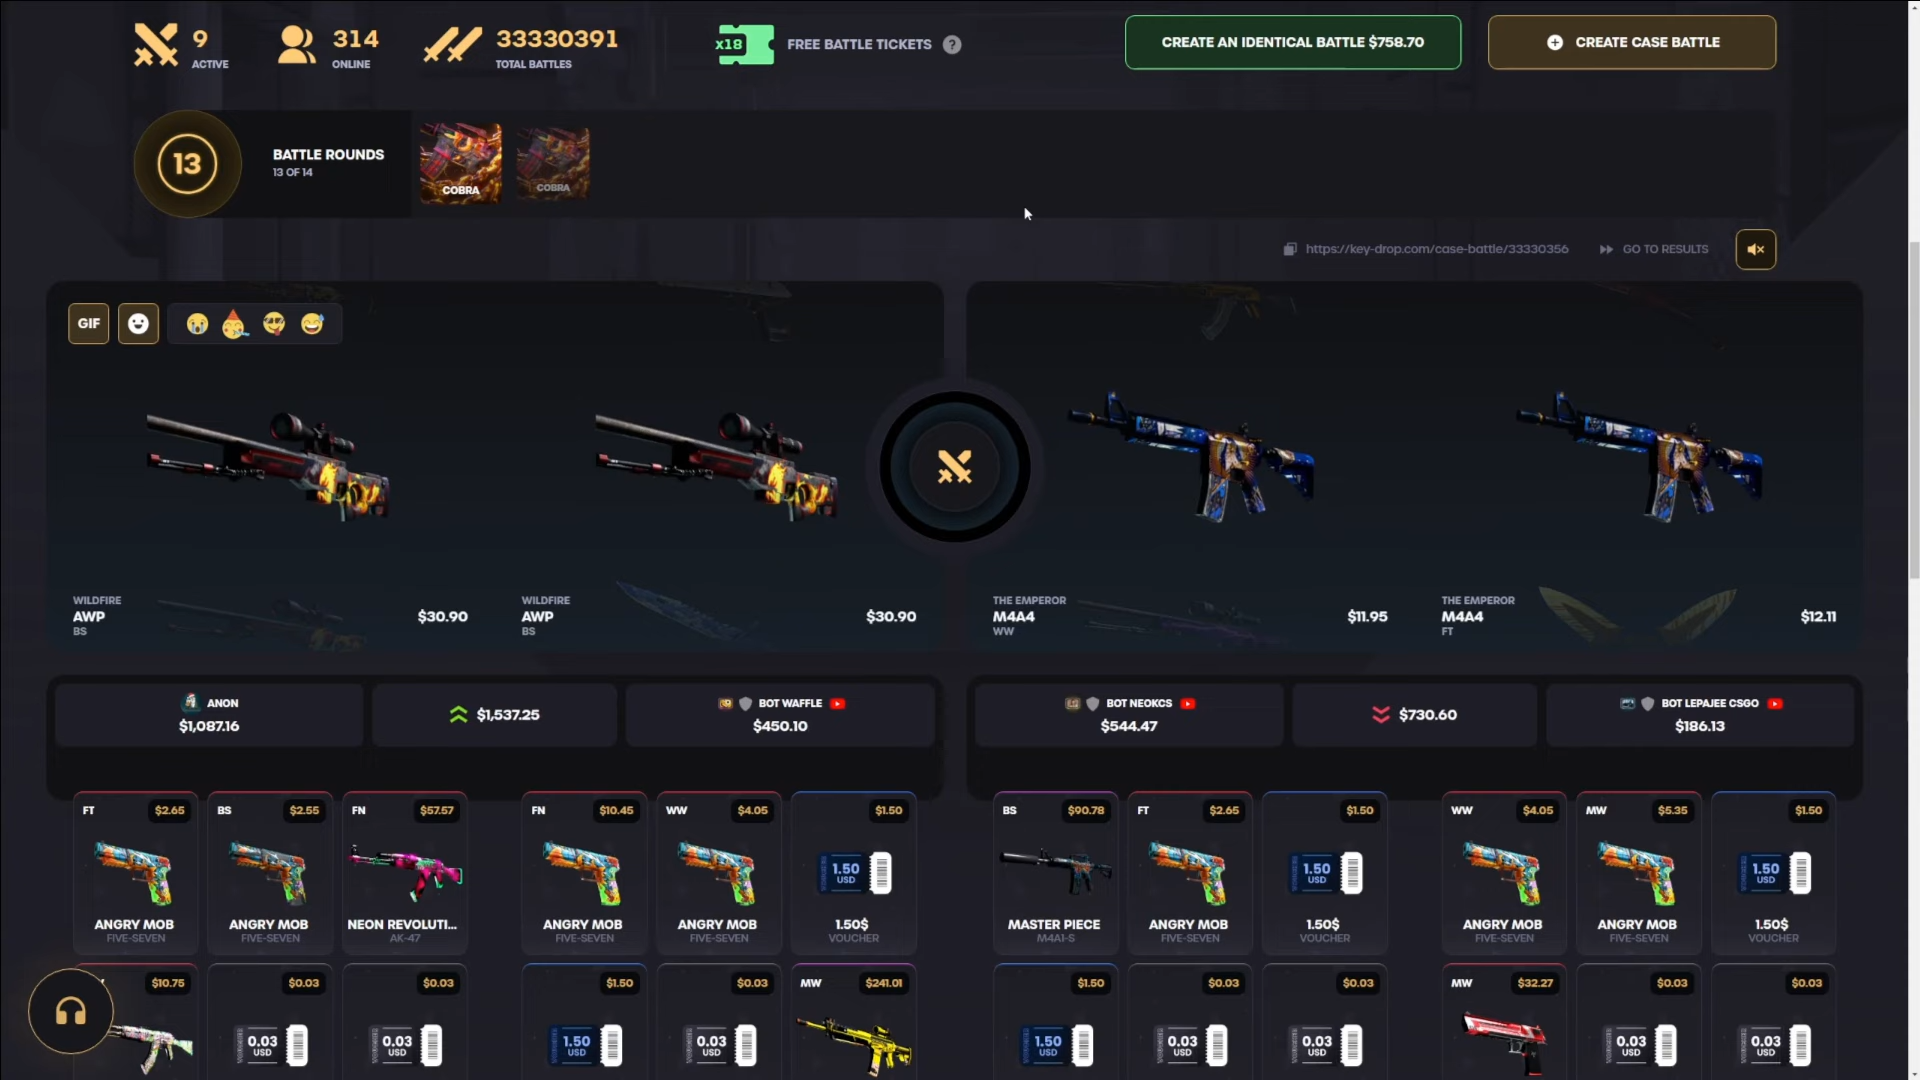 9
ACTIVE
314
ONLINE
33330391
TOTAL BATTLES
x18
FREE BATTLE TICKETS ?
CREATE AN IDENTICAL BATTLE $758.70
CREATE CASE BATTLE
13
BATTLE ROUNDS
13 OF 14
COBRA
COBRA
https://key-drop.com/case-battle/33330356
GO TO RESULTS
GIF
WILDFIRE
AWP
BS
$30.90
WILDFIRE
AWP
BS
$30.90
THE EMPEROR
M4A4
WW
$11.95
THE EMPEROR
M4A4
FT
$12.11
ANON
$1,087.16
$1,537.25
BOT WAFFLE
$450.10
BOT NEOKCS
$544.47
$730.60
BOT LEPAJEE CSGO
$186.13
FT $2.65
ANGRY MOB
FIVE-SEVEN
BS $2.55
ANGRY MOB
FIVE-SEVEN
FN $57.57
NEON REVOLUTI...
AK-47
FN $10.45
ANGRY MOB
FIVE-SEVEN
WW $4.05
ANGRY MOB
FIVE-SEVEN
$1.50
1.50
USD
1.50$
VOUCHER
BS $90.78
MASTER PIECE
M4A1-S
FT $2.65
ANGRY MOB
FIVE-SEVEN
$1.50
1.50
USD
1.50$
VOUCHER
WW $4.05
ANGRY MOB
FIVE-SEVEN
MW $5.35
ANGRY MOB
FIVE-SEVEN
$1.50
1.50
USD
1.50$
VOUCHER
$10.75
$0.03
0.03
USD
$0.03
0.03
USD
$1.50
1.50
USD
$0.03
0.03
USD
MW $241.01
$1.50
1.50
USD
$0.03
0.03
USD
$0.03
0.03
USD
MW $32.27
$0.03
0.03
USD
$0.03
0.03
USD